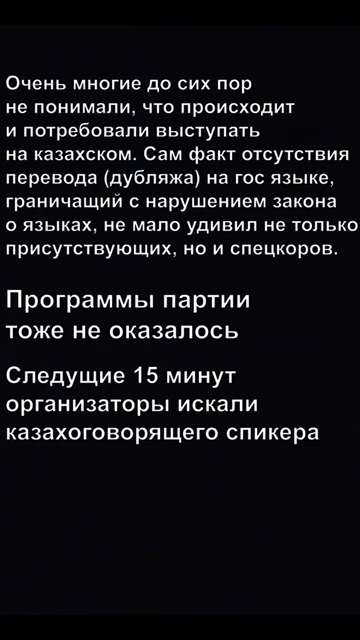 Очень многие до сих пор
не понимали, что происходит
и потребовали выступать
на казахском. Сам факт отсутствия
перевода (дубляжа) на гос языке,
граничащий с нарушением закона
о языках, не мало удивил не только
присутствующих, но и спецкоров.
Программы партии
тоже не оказалось
Следущие 15 минут
организаторы искали
казахоговорящего спикера